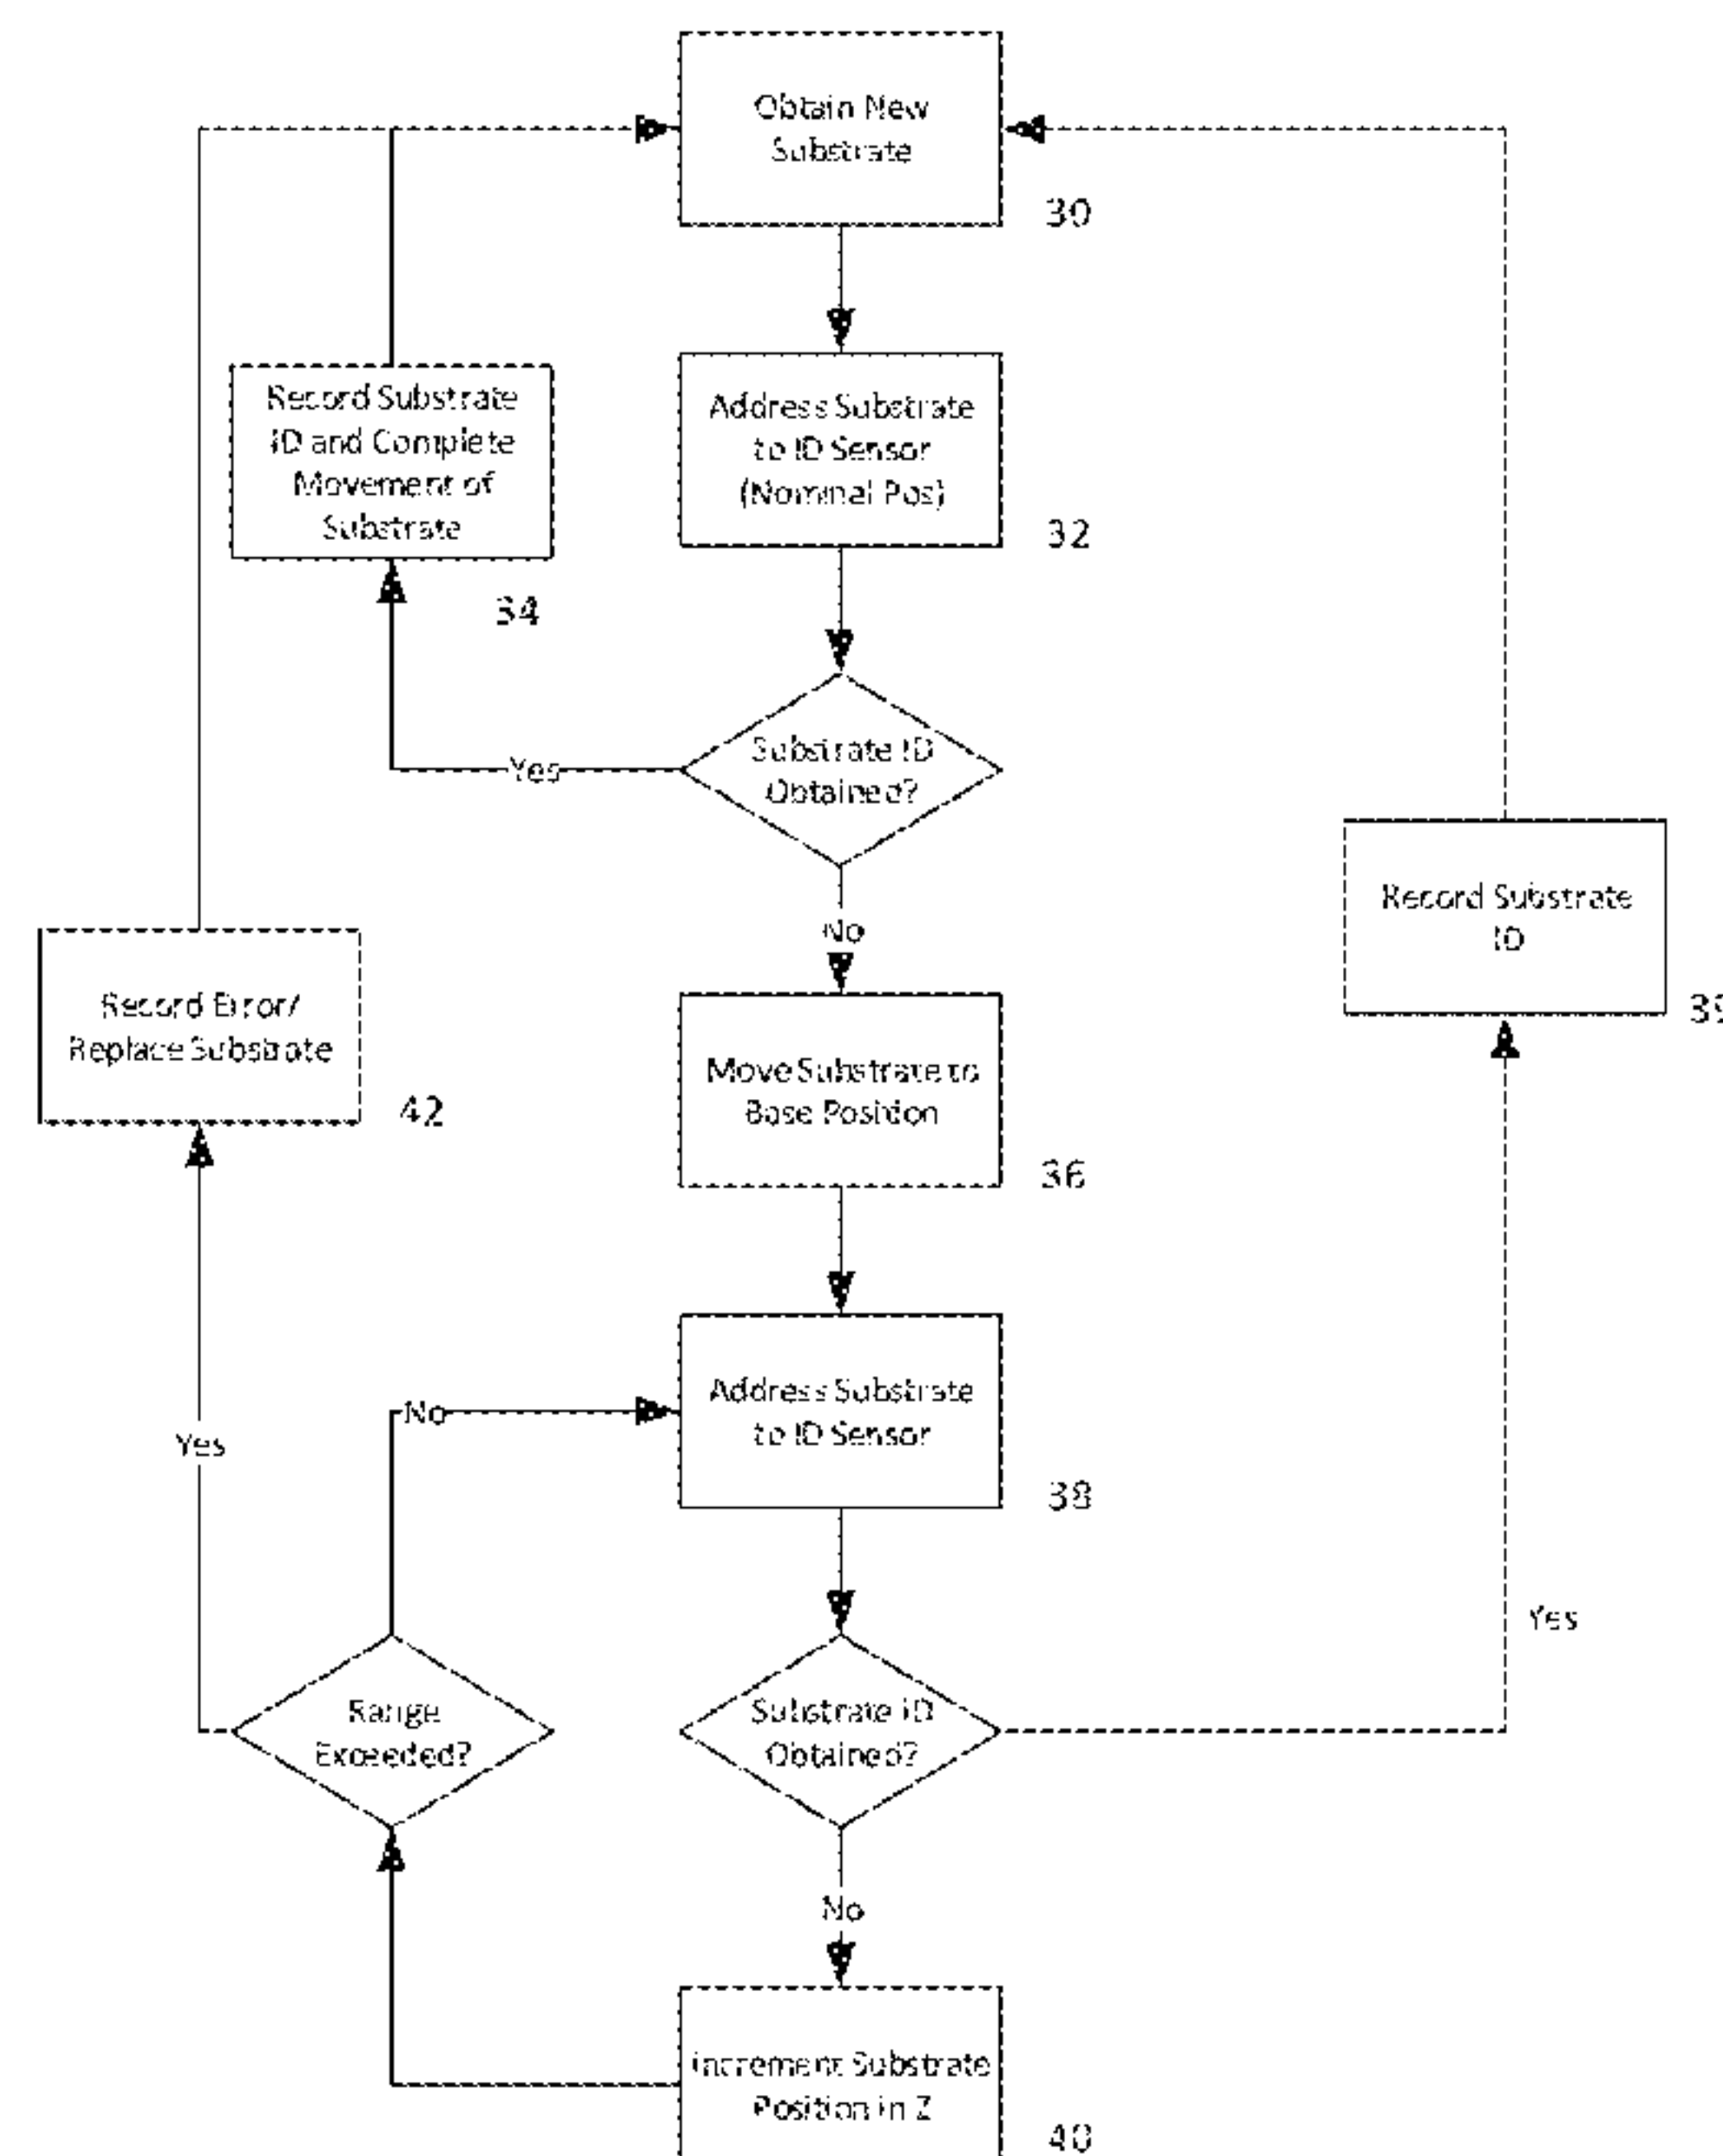 Obtain New
Substrate
30
Record Substrate
ID and Complete
Movement of
Substrate
34
Address Substrate
to ID Sensor
(Nominal Pos)
32
Yes
Substrate ID
Obtained?
No
Record Substrate
ID
39
Record Error/
Replace Substrate
42
Move Substrate to
Base Position
36
No
Address Substrate
to ID Sensor
38
Yes
Yes
Range
Exceeded?
Substrate ID
Obtained?
No
Increment Substrate
Position in Z
40